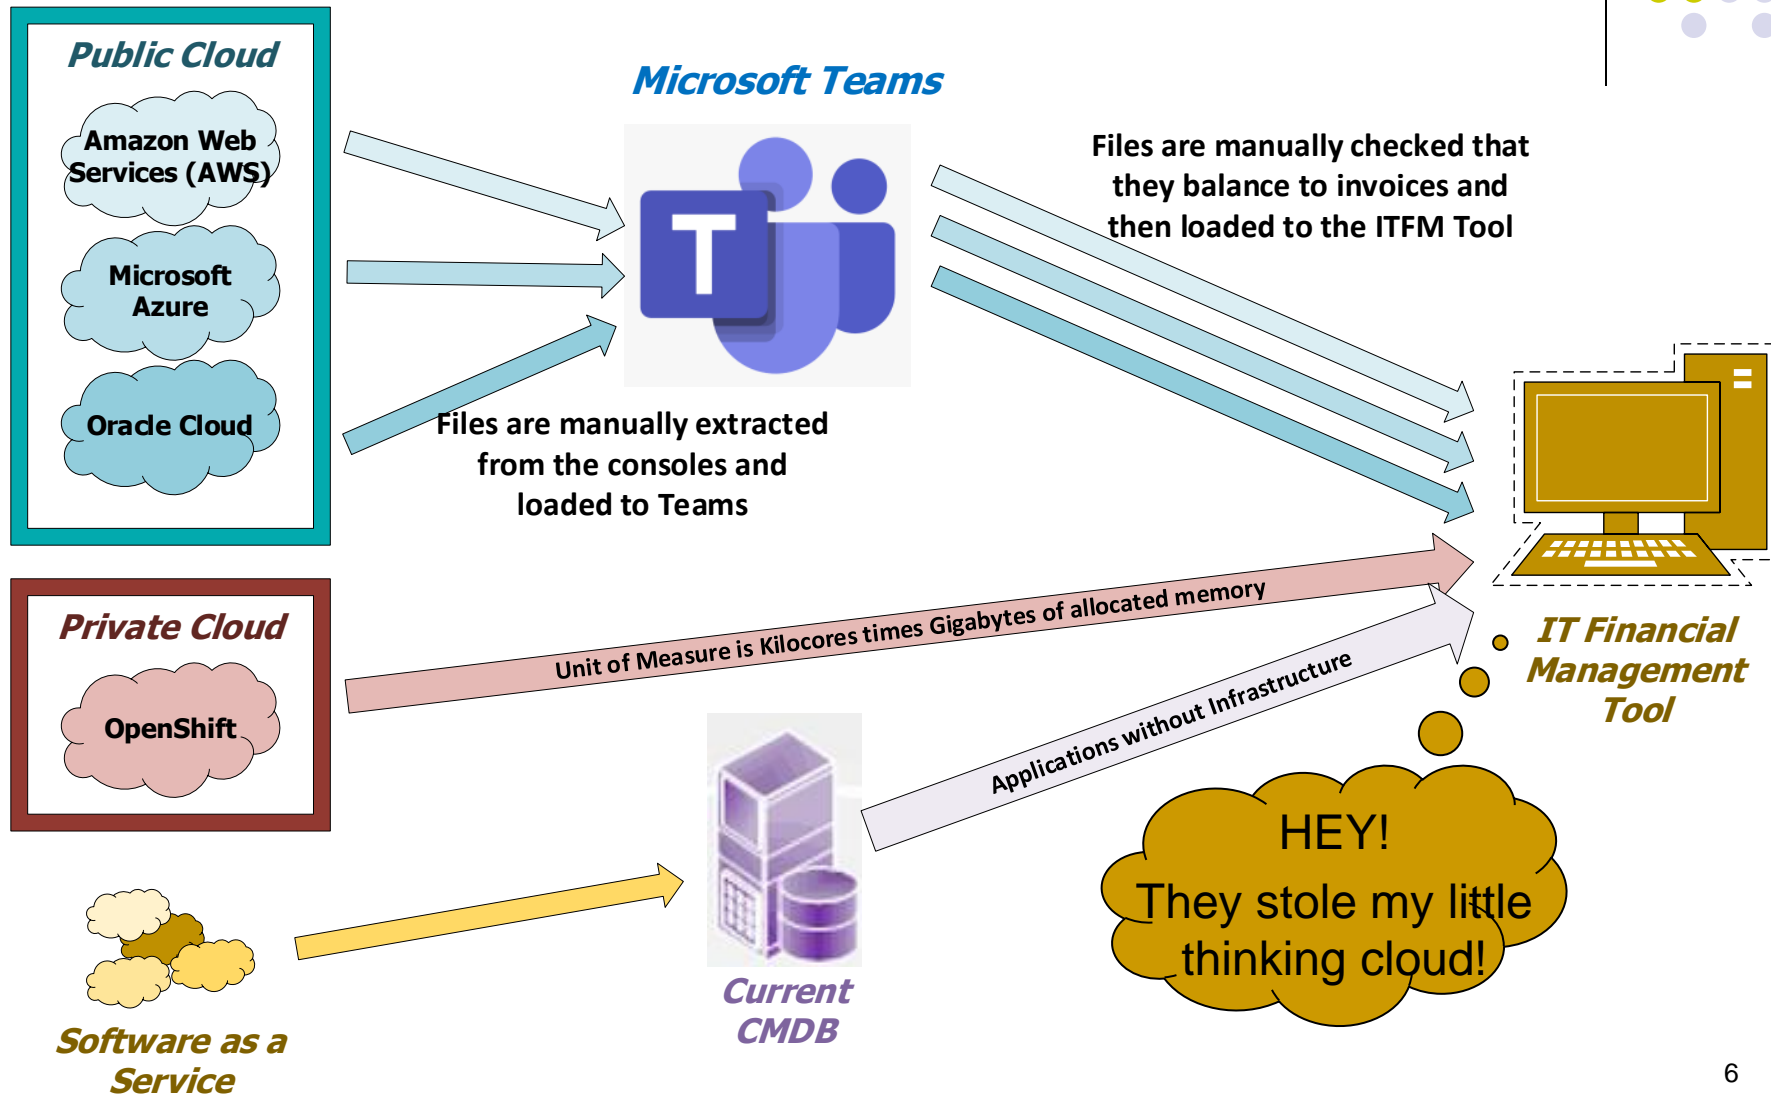 Public Cloud
Amazon Web
Services (AWS)
Microsoft
Azure
Oracle Cloud
Microsoft Teams
T
Files are manually extracted
from the consoles and
loaded to Teams
Files are manually checked that
they balance to invoices and
then loaded to the ITFM Tool
Private Cloud
OpenShift
Unit of Measure is Kilocores times Gigabytes of allocated memory
Applications without Infrastructure
IT Financial
Management
Tool
HEY!
They stole my little
thinking cloud!
Current
CMDB
Software as a
Service
6